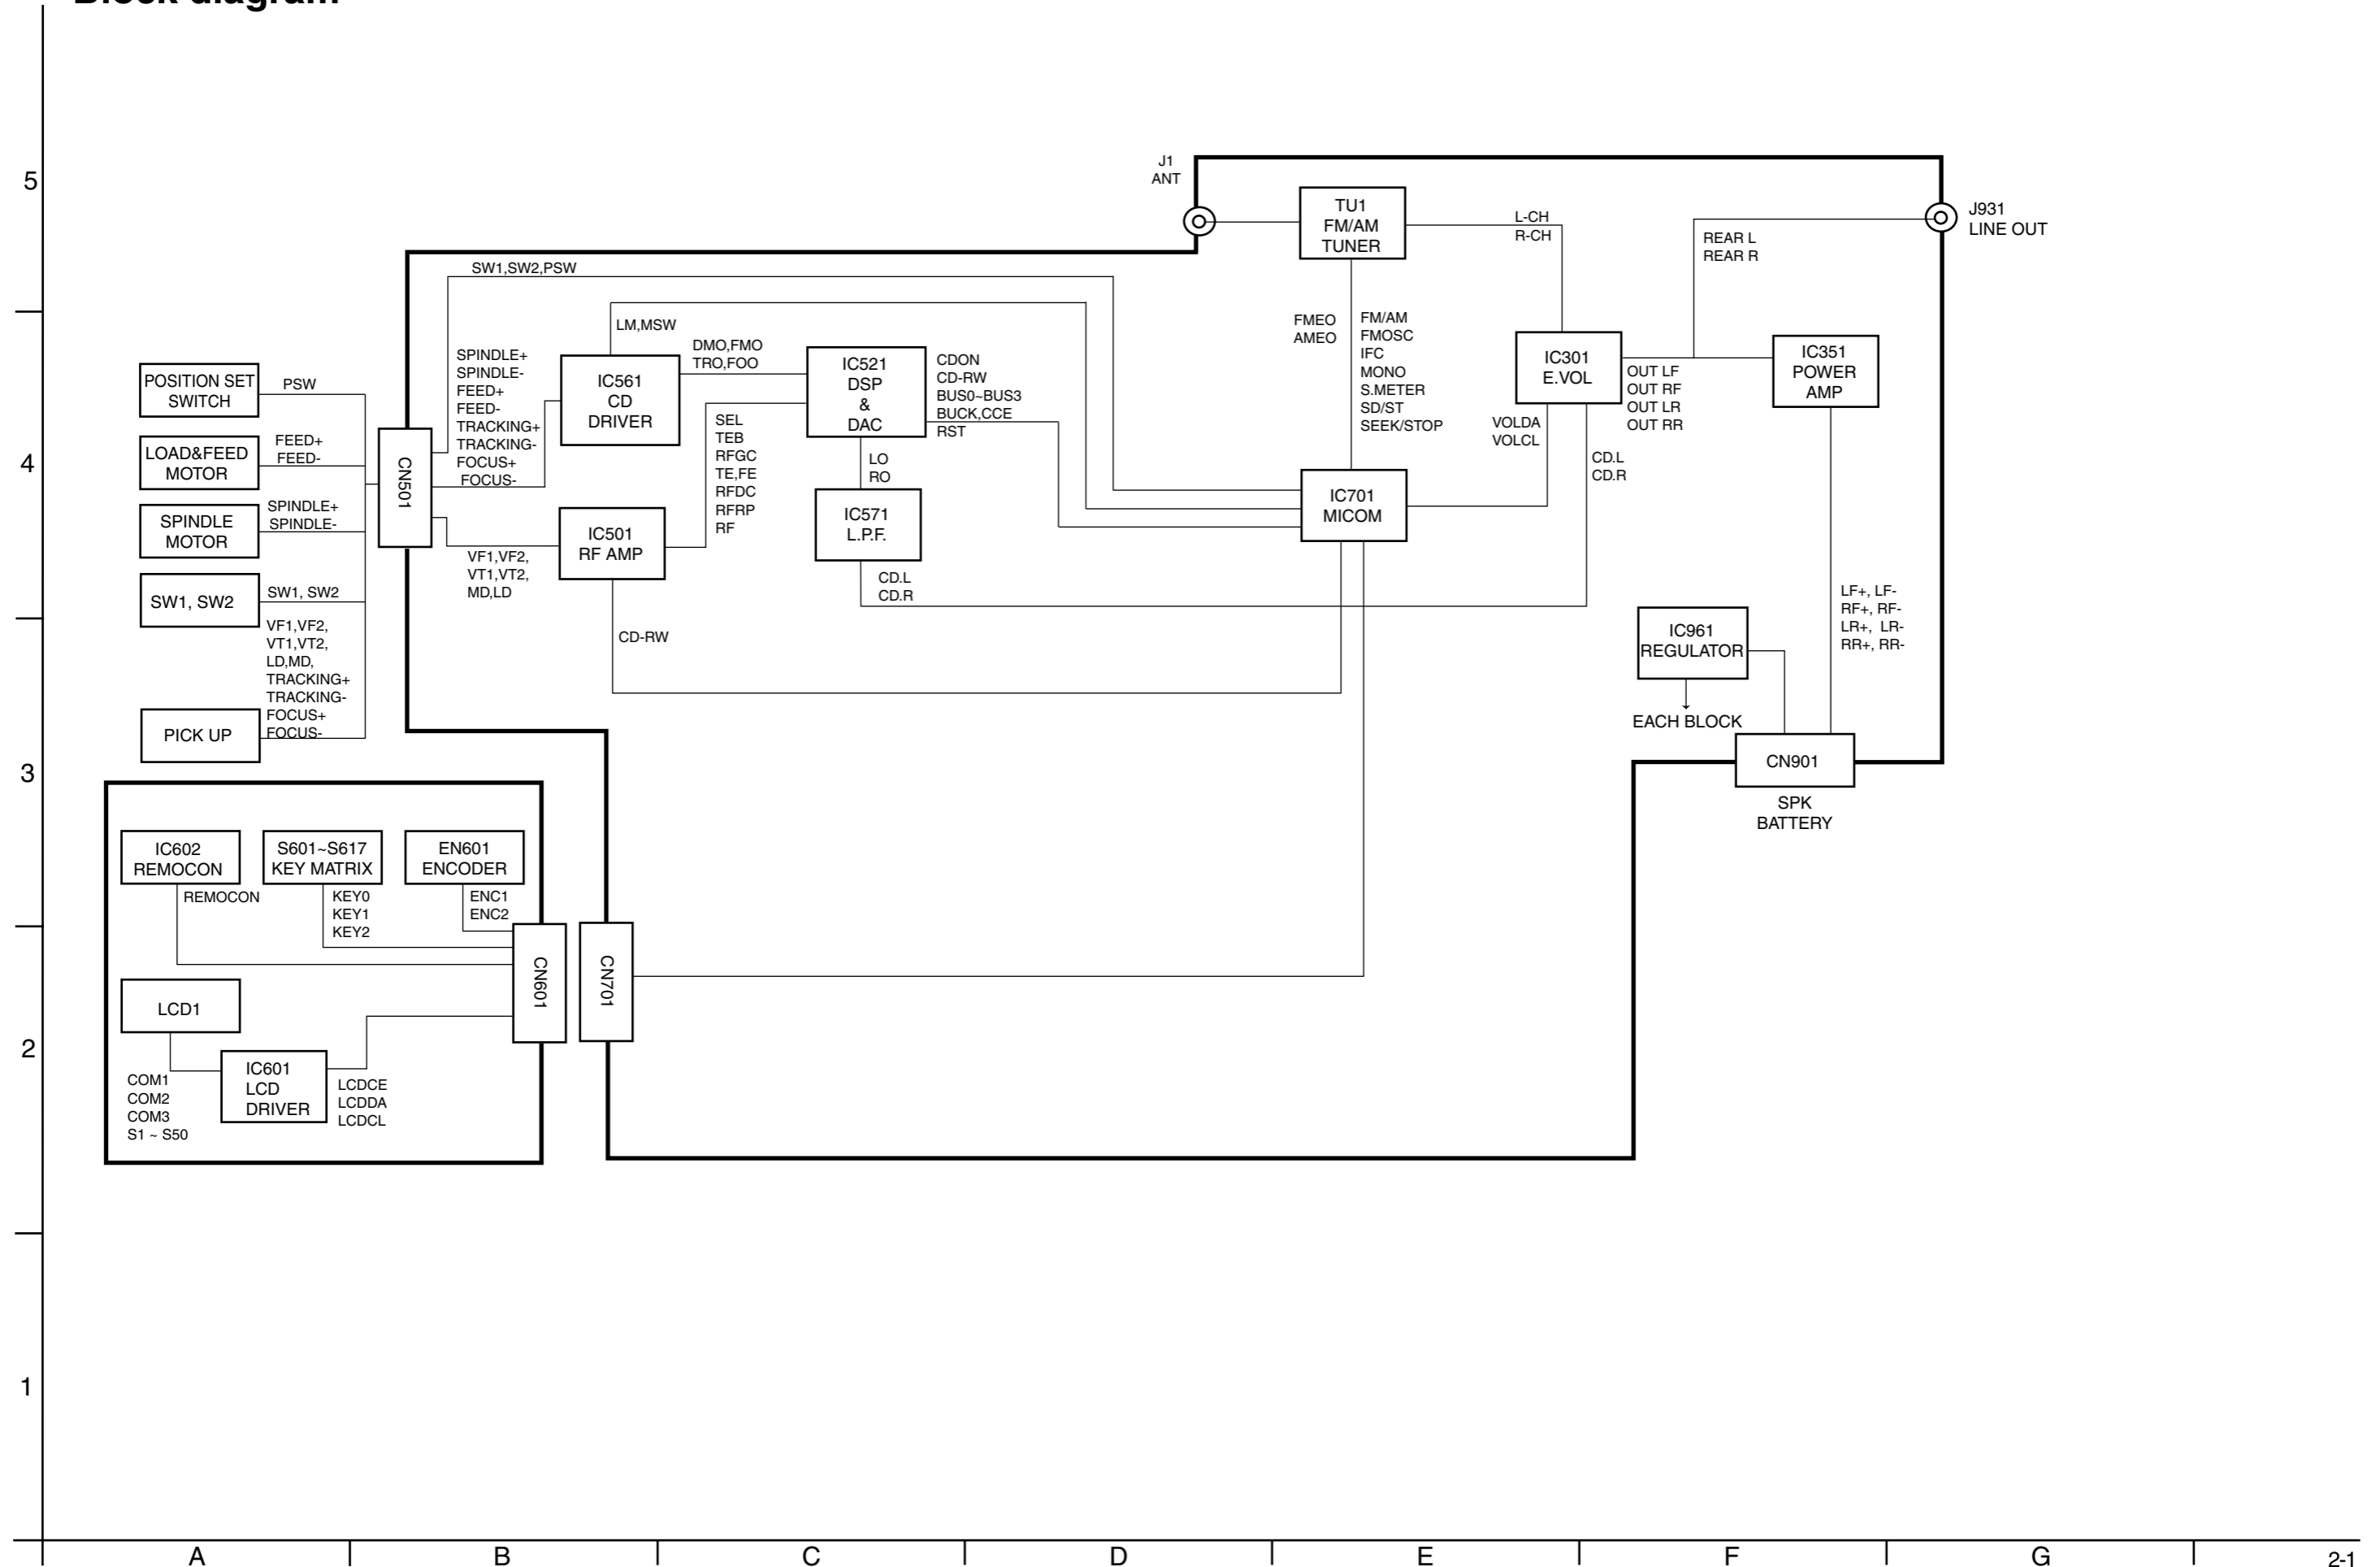 Block diagram
5
J1
ANT
TU1
FM/AM
TUNER
L-CH
R-CH
J931
LINE OUT
REAR L
REAR R
SW1,SW2,PSW
LM,MSW
FMEO
AMEO
FM/AM
FMOSC
IFC
MONO
S.METER
SD/ST
SEEK/STOP
4
POSITION SET
SWITCH
PSW
LOAD&FEED
MOTOR
FEED+
FEED-
SPINDLE
MOTOR
SPINDLE+
SPINDLE-
SW1, SW2
SW1, SW2
VF1,VF2,
VT1,VT2,
LD,MD,
TRACKING+
TRACKING-
FOCUS+
FOCUS-
PICK UP
CN501
SPINDLE+
SPINDLE-
FEED+
FEED-
TRACKING+
TRACKING-
FOCUS+
FOCUS-
IC561
CD
DRIVER
DMO,FMO
TRO,FOO
IC521
DSP
&
DAC
CDON
CD-RW
BUS0~BUS3
BUCK,CCE
RST
SEL
TEB
RFGC
TE,FE
RFDC
RFRP
RF
LO
RO
IC501
RF AMP
VF1,VF2,
VT1,VT2,
MD,LD
IC571
L.P.F.
CD.L
CD.R
CD-RW
IC701
MICOM
IC301
E.VOL
VOLDA
VOLCL
CD.L
CD.R
OUT LF
OUT RF
OUT LR
OUT RR
IC351
POWER
AMP
LF+, LF-
RF+, RF-
LR+, LR-
RR+, RR-
IC961
REGULATOR
EACH BLOCK
CN901
SPK
BATTERY
3
IC602
REMOCON
S601~S617
KEY MATRIX
EN601
ENCODER
REMOCON
KEY0
KEY1
KEY2
ENC1
ENC2
CN601
CN701
LCD1
2
IC601
LCD
DRIVER
COM1
COM2
COM3
S1 ~ S50
LCDCE
LCDDA
LCDCL
1
A
B
C
D
E
F
G
2-1